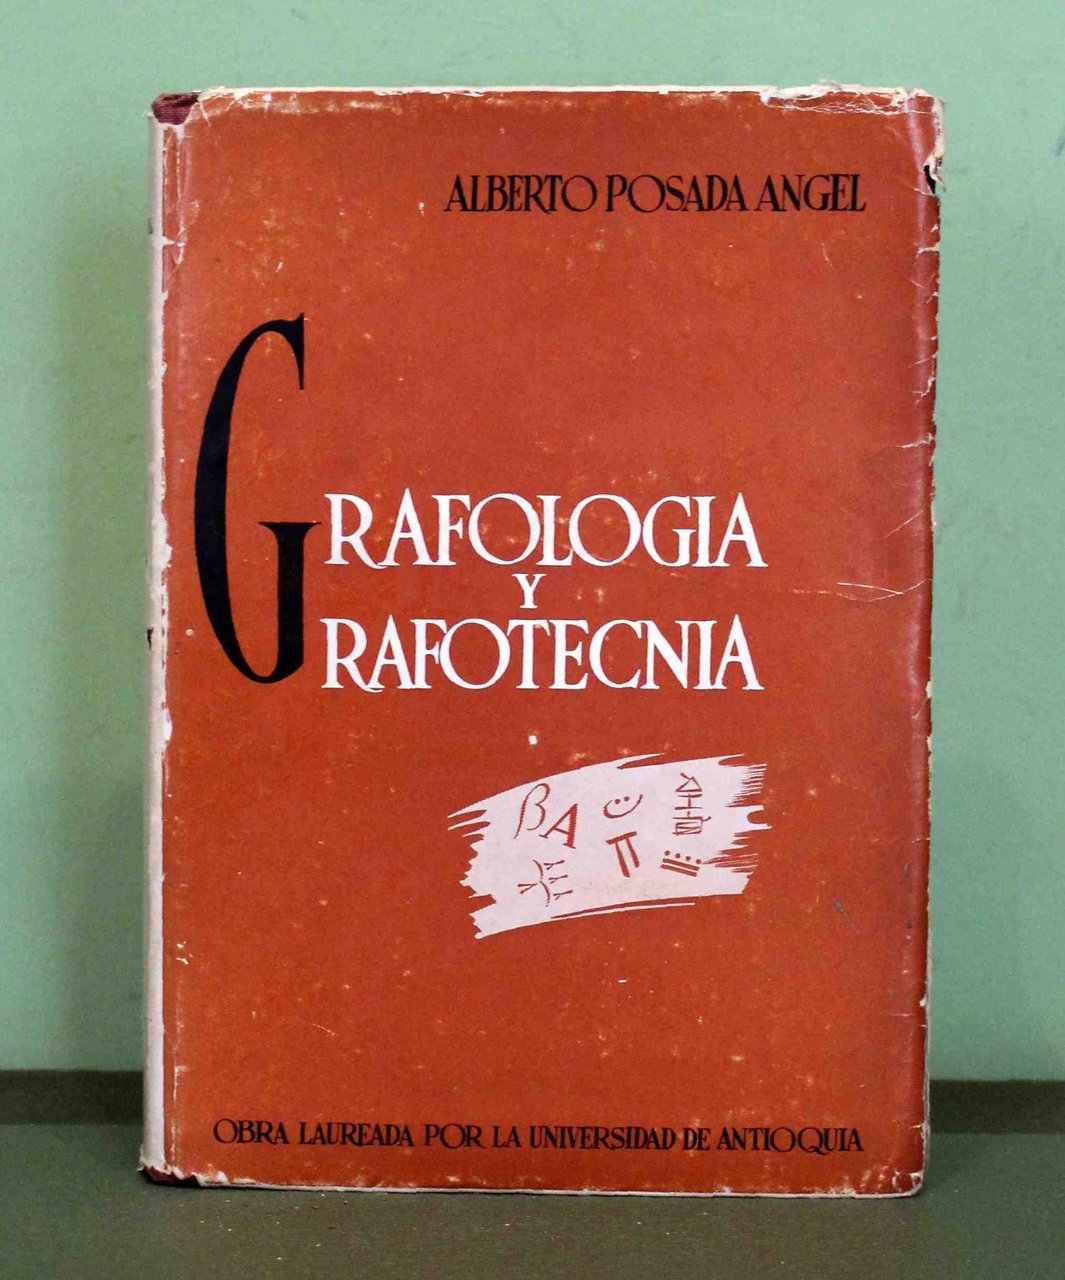 ALBERTO POSADA ANGEL
GRAFOLOGIA
Y
GRAFOTECNIA
OBRA LAUREADA POR LA UNIVERSIDAD DE ANTIOQUIA